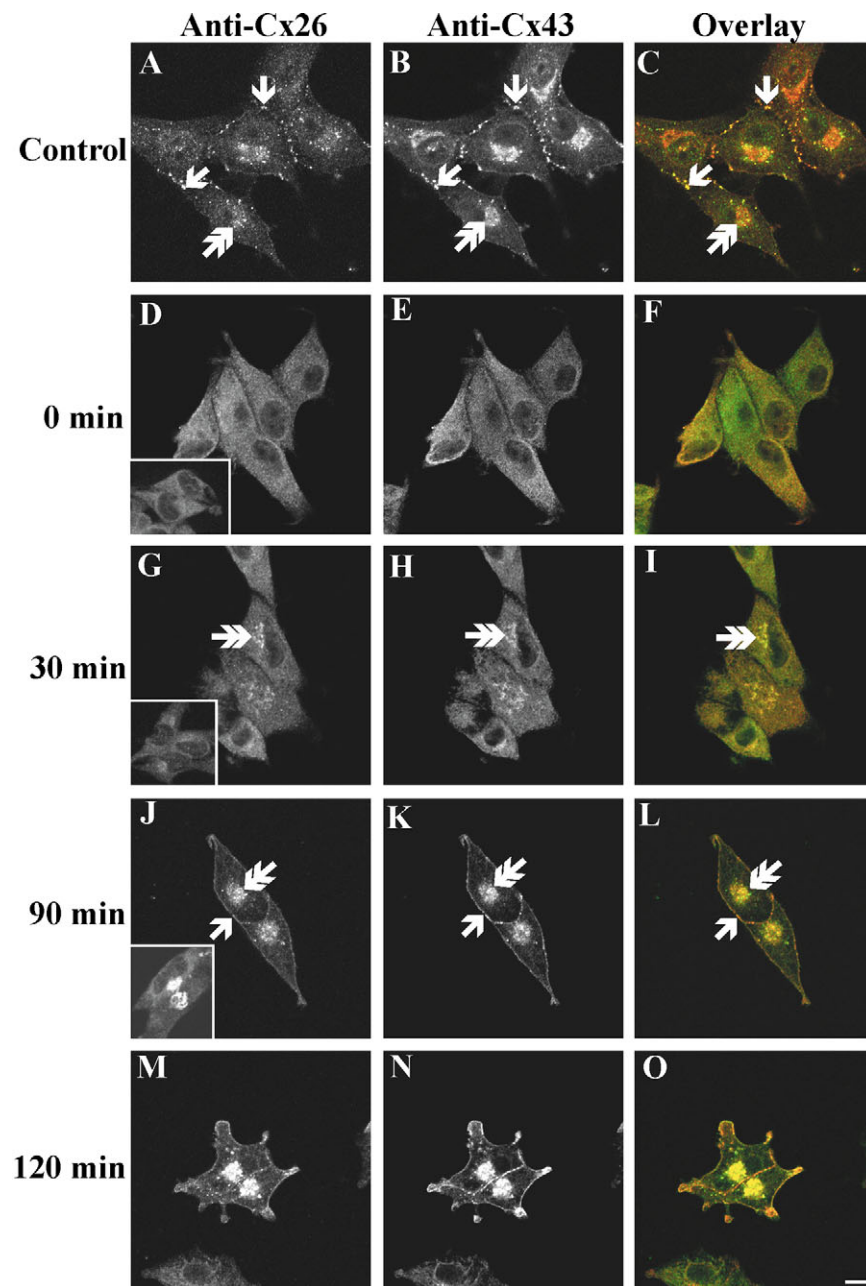 Anti-Cx26 Anti-Cx43 Overlay
Control A B C
0 min D E F
30 min G H I
90 min J K L
120 min M N O